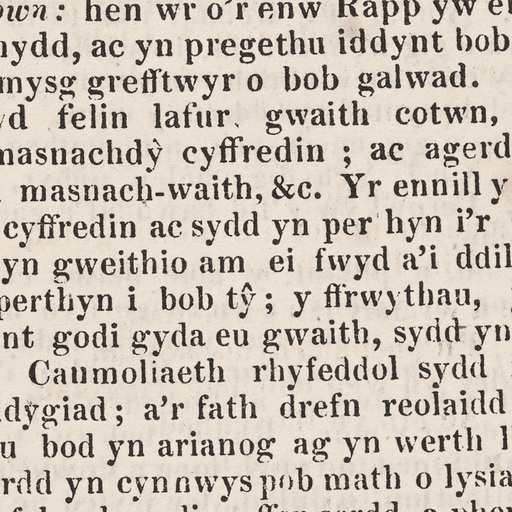 own: hen wr o'r enw Rapp yw e
nydd, ac yn pregethu iddynt bob
mysg grefftwyr o bob galwad.
yd felin lafur gwaith cotwn,
masnachdŷ cyffredin ; ac agerd
masnach-waith, &c. Yr ennill y
cyffredin ac sydd yn per hyn i'r
yn gweithio am ei fwyd a'i ddil
perthyn i bob tŷ ; y ffrwythau,
nt godi gyda eu gwaith, sydd yn
Canmoliaeth rhyfeddol sydd
dygiad ; a'r fath drefn reolaidd
u bod yn arianog ag yn werth
rdd yn cynnwys pob math o lysia